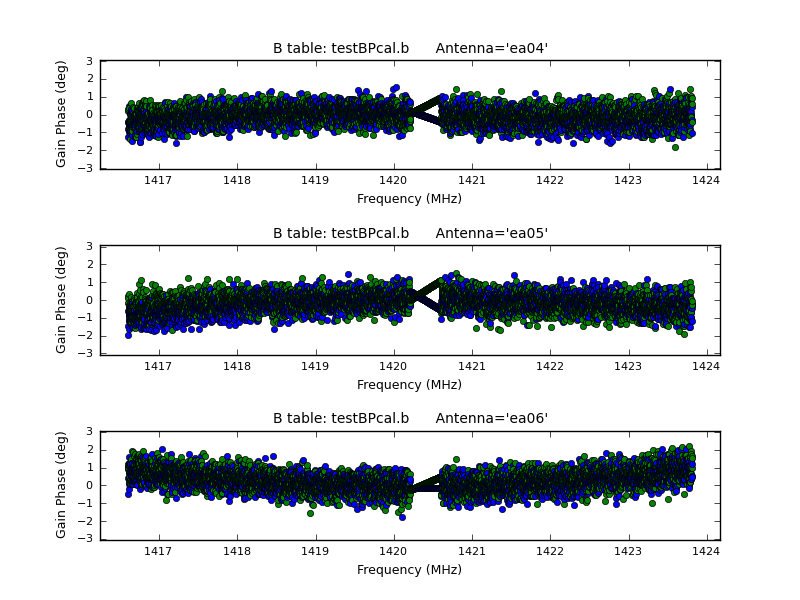 B table: testBPcal.b Antenna='ea04'
3
2
1
0
−1
−2
−3
Gain Phase (deg)
1417 1418 1419 1420 1421 1422 1423 1424
Frequency (MHz)
B table: testBPcal.b Antenna='ea05'
3
2
1
0
−1
−2
−3
Gain Phase (deg)
1417 1418 1419 1420 1421 1422 1423 1424
Frequency (MHz)
B table: testBPcal.b Antenna='ea06'
3
2
1
0
−1
−2
−3
Gain Phase (deg)
1417 1418 1419 1420 1421 1422 1423 1424
Frequency (MHz)